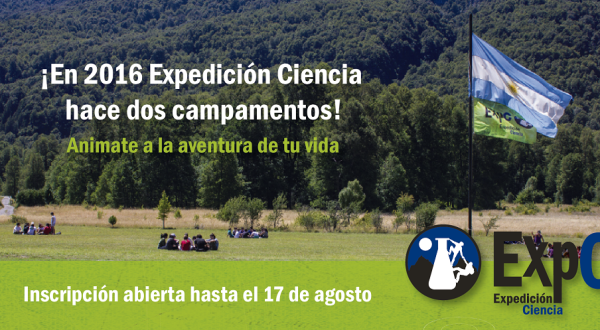 ¡En 2016 Expedición Ciencia
hace dos campamentos!
Animate a la aventura de tu vida
Inscripción abierta hasta el 17 de agosto
ExpC
Expedición
Ciencia